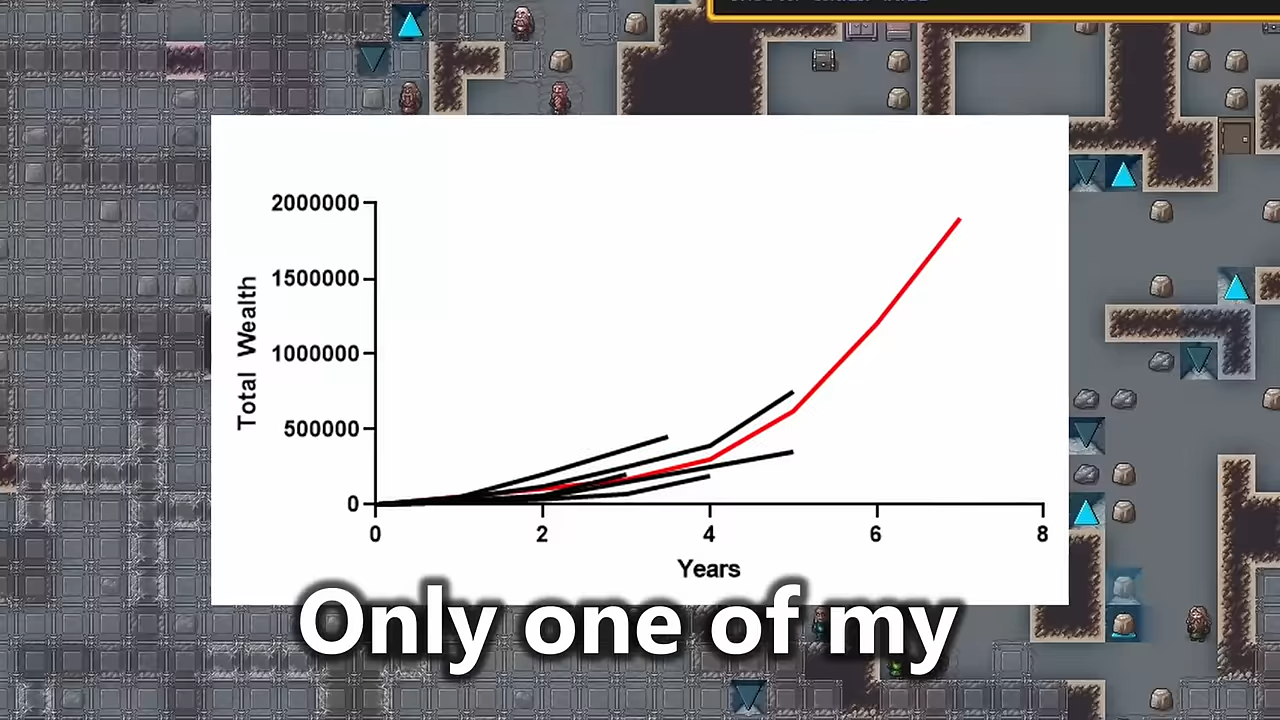 2000000
1500000
1000000
500000
0
Total Wealth
0 2 4 6 8
Years
Only one of my